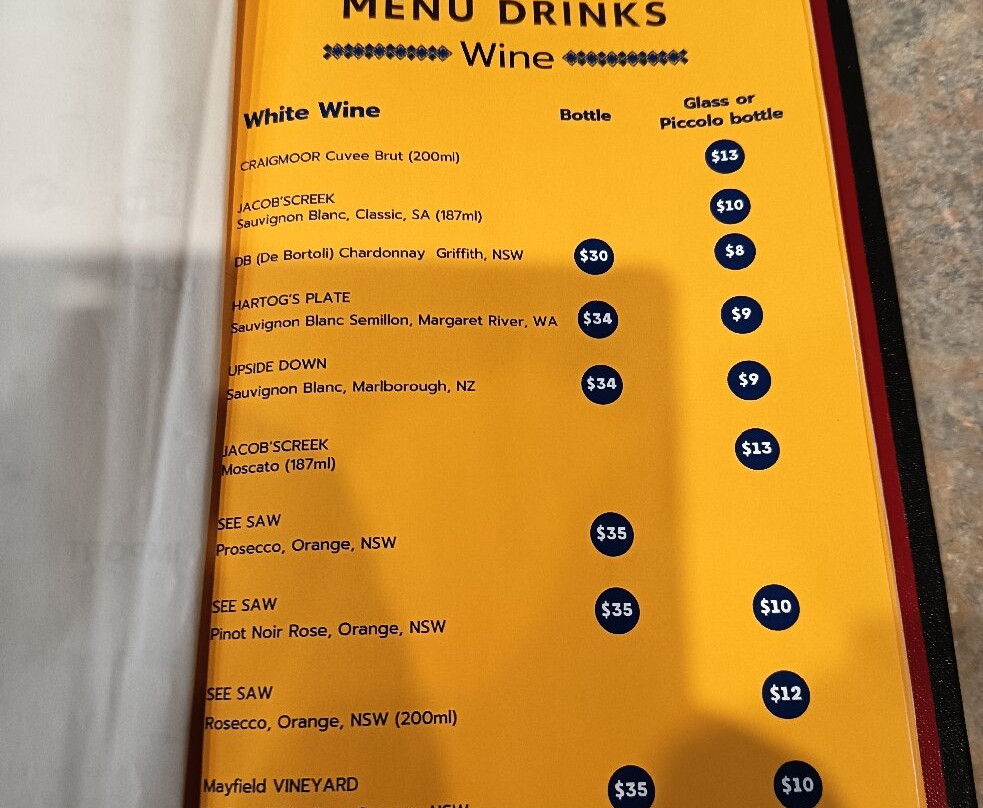 MENU DRINKS
Wine
White Wine Bottle Glass or
Piccolo bottle
CRAIGMOOR Cuvee Brut (200ml) $13
JACOB'SCREEK
Sauvignon Blanc, Classic, SA (187ml) $10
DB (De Bortoli) Chardonnay Griffith, NSW $30 $8
HARTOG'S PLATE
Sauvignon Blanc Semillon, Margaret River, WA $34 $9
UPSIDE DOWN
Sauvignon Blanc, Marlborough, NZ $34 $9
JACOB'SCREEK
Moscato (187ml) $13
SEE SAW
Prosecco, Orange, NSW $35
SEE SAW
Pinot Noir Rose, Orange, NSW $35 $10
SEE SAW
Rosecco, Orange, NSW (200ml) $12
Mayfield VINEYARD $35 $10
NSW